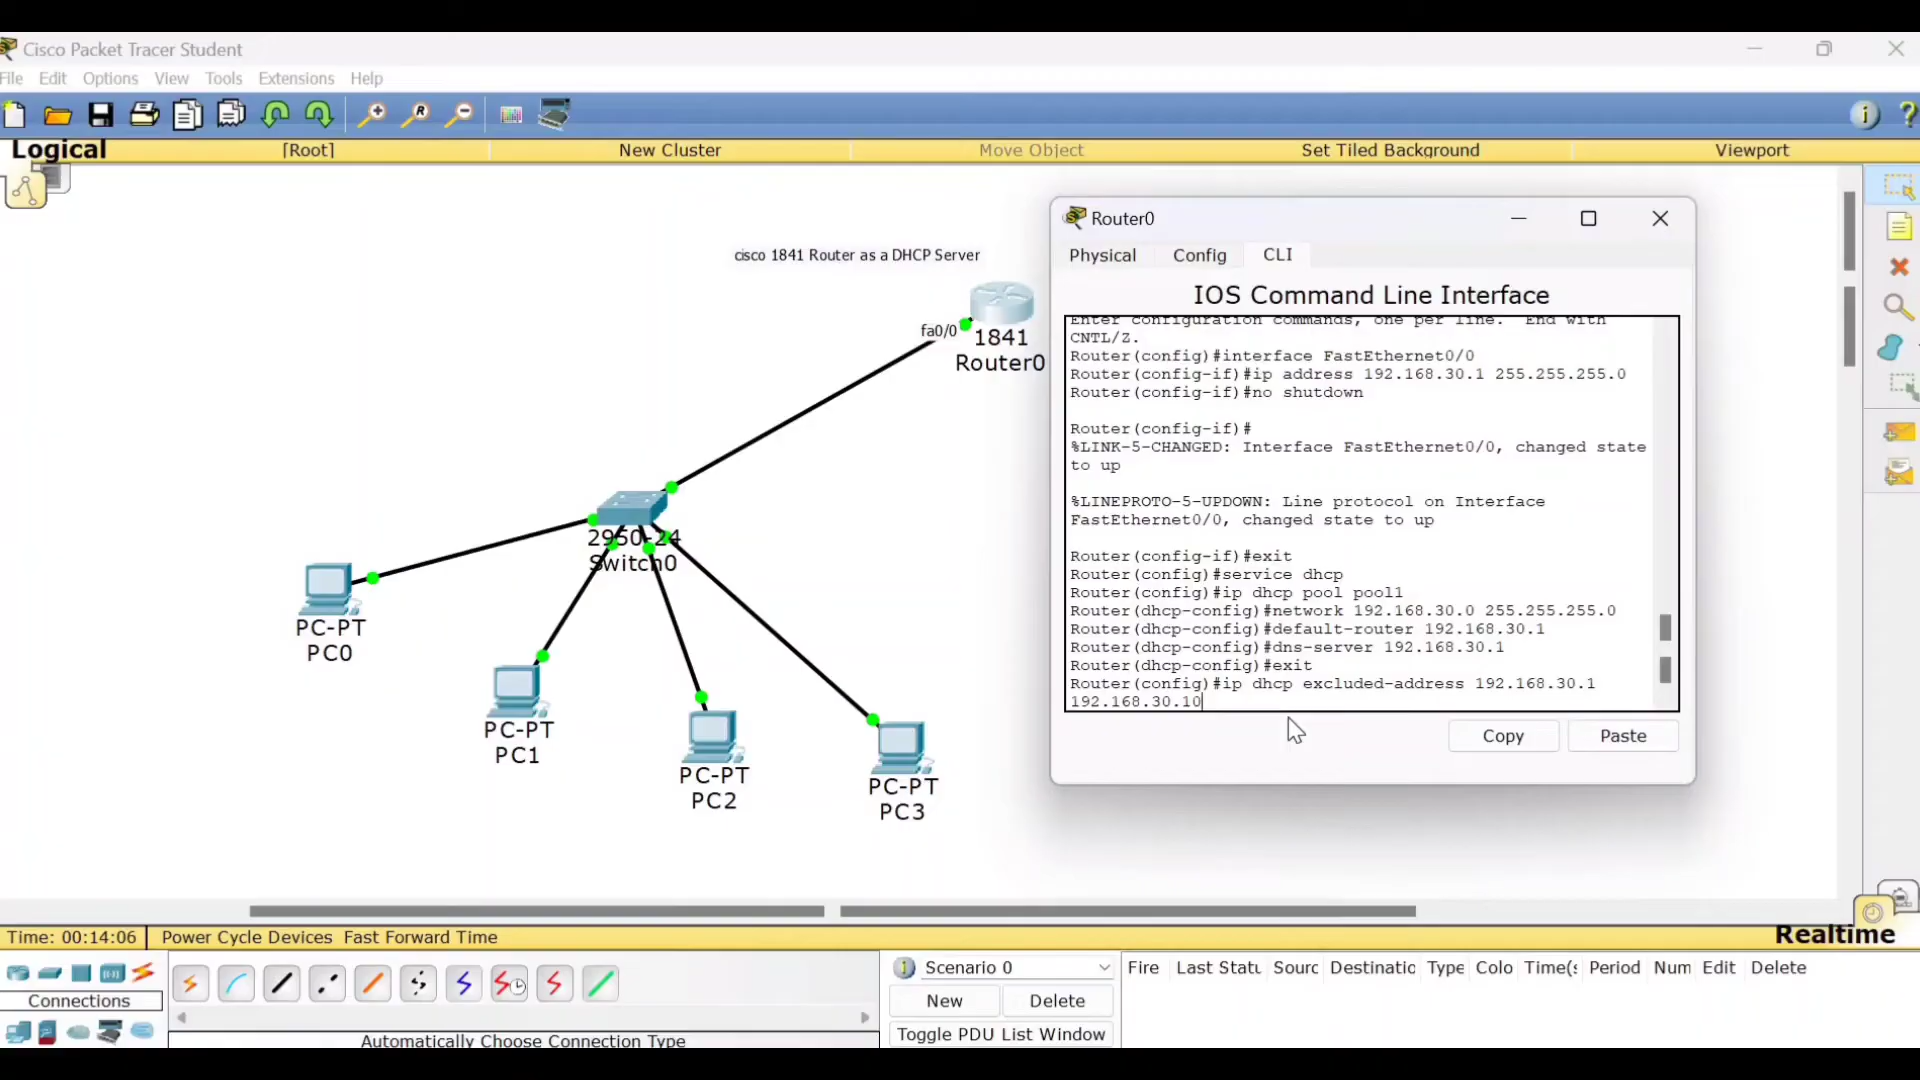 Cisco Packet Tracer Student
File Edit Options View Tools Extensions Help
Logical [Root] New Cluster Move Object Set Tiled Background Viewport
cisco 1841 Router as a DHCP Server
fa0/0
1841
Router0
2950-24
Switch0
PC-PT
PC0
PC-PT
PC1
PC-PT
PC2
PC-PT
PC3
Router0
Physical Config CLI
IOS Command Line Interface
Enter configuration commands, one per line. End with
CNTL/Z.
Router(config)#interface FastEthernet0/0
Router(config-if)#ip address 192.168.30.1 255.255.255.0
Router(config-if)#no shutdown
Router(config-if)#
%LINK-5-CHANGED: Interface FastEthernet0/0, changed state
to up
%LINEPROTO-5-UPDOWN: Line protocol on Interface
FastEthernet0/0, changed state to up
Router(config-if)#exit
Router(config)#service dhcp
Router(config)#ip dhcp pool pool1
Router(dhcp-config)#network 192.168.30.0 255.255.255.0
Router(dhcp-config)#default-router 192.168.30.1
Router(dhcp-config)#dns-server 192.168.30.1
Router(dhcp-config)#exit
Router(config)#ip dhcp excluded-address 192.168.30.1
192.168.30.10
Copy Paste
Time: 00:14:06 Power Cycle Devices Fast Forward Time Realtime
Connections
Automatically Choose Connection Type
Scenario 0
New Delete
Toggle PDU List Window
Fire Last Statu Sourc Destinatio Type Colo Time(s Period Num Edit Delete